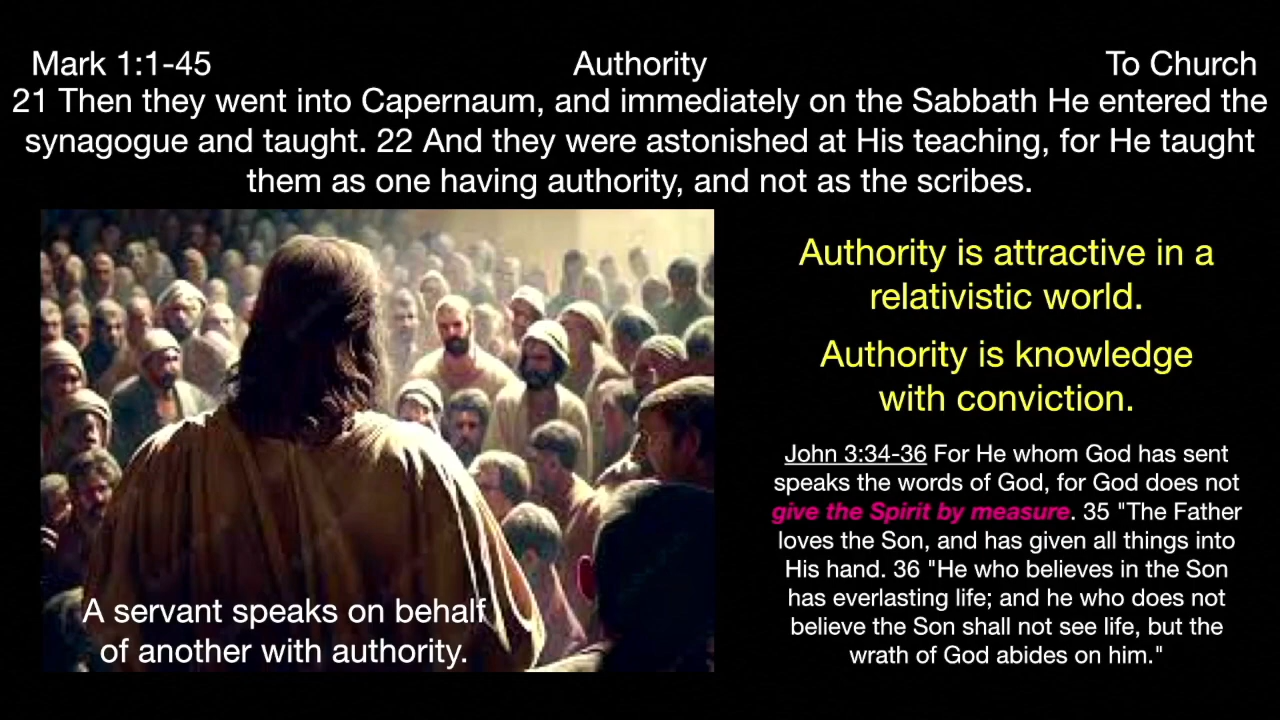 Mark 1:1-45 Authority To Church
21 Then they went into Capernaum, and immediately on the Sabbath He entered the
synagogue and taught. 22 And they were astonished at His teaching, for He taught
them as one having authority, and not as the scribes.
Authority is attractive in a
relativistic world.
Authority is knowledge
with conviction.
John 3:34-36 For He whom God has sent
speaks the words of God, for God does not
give the Spirit by measure. 35 "The Father
loves the Son, and has given all things into
His hand. 36 "He who believes in the Son
has everlasting life; and he who does not
believe the Son shall not see life, but the
wrath of God abides on him."
A servant speaks on behalf
of another with authority.